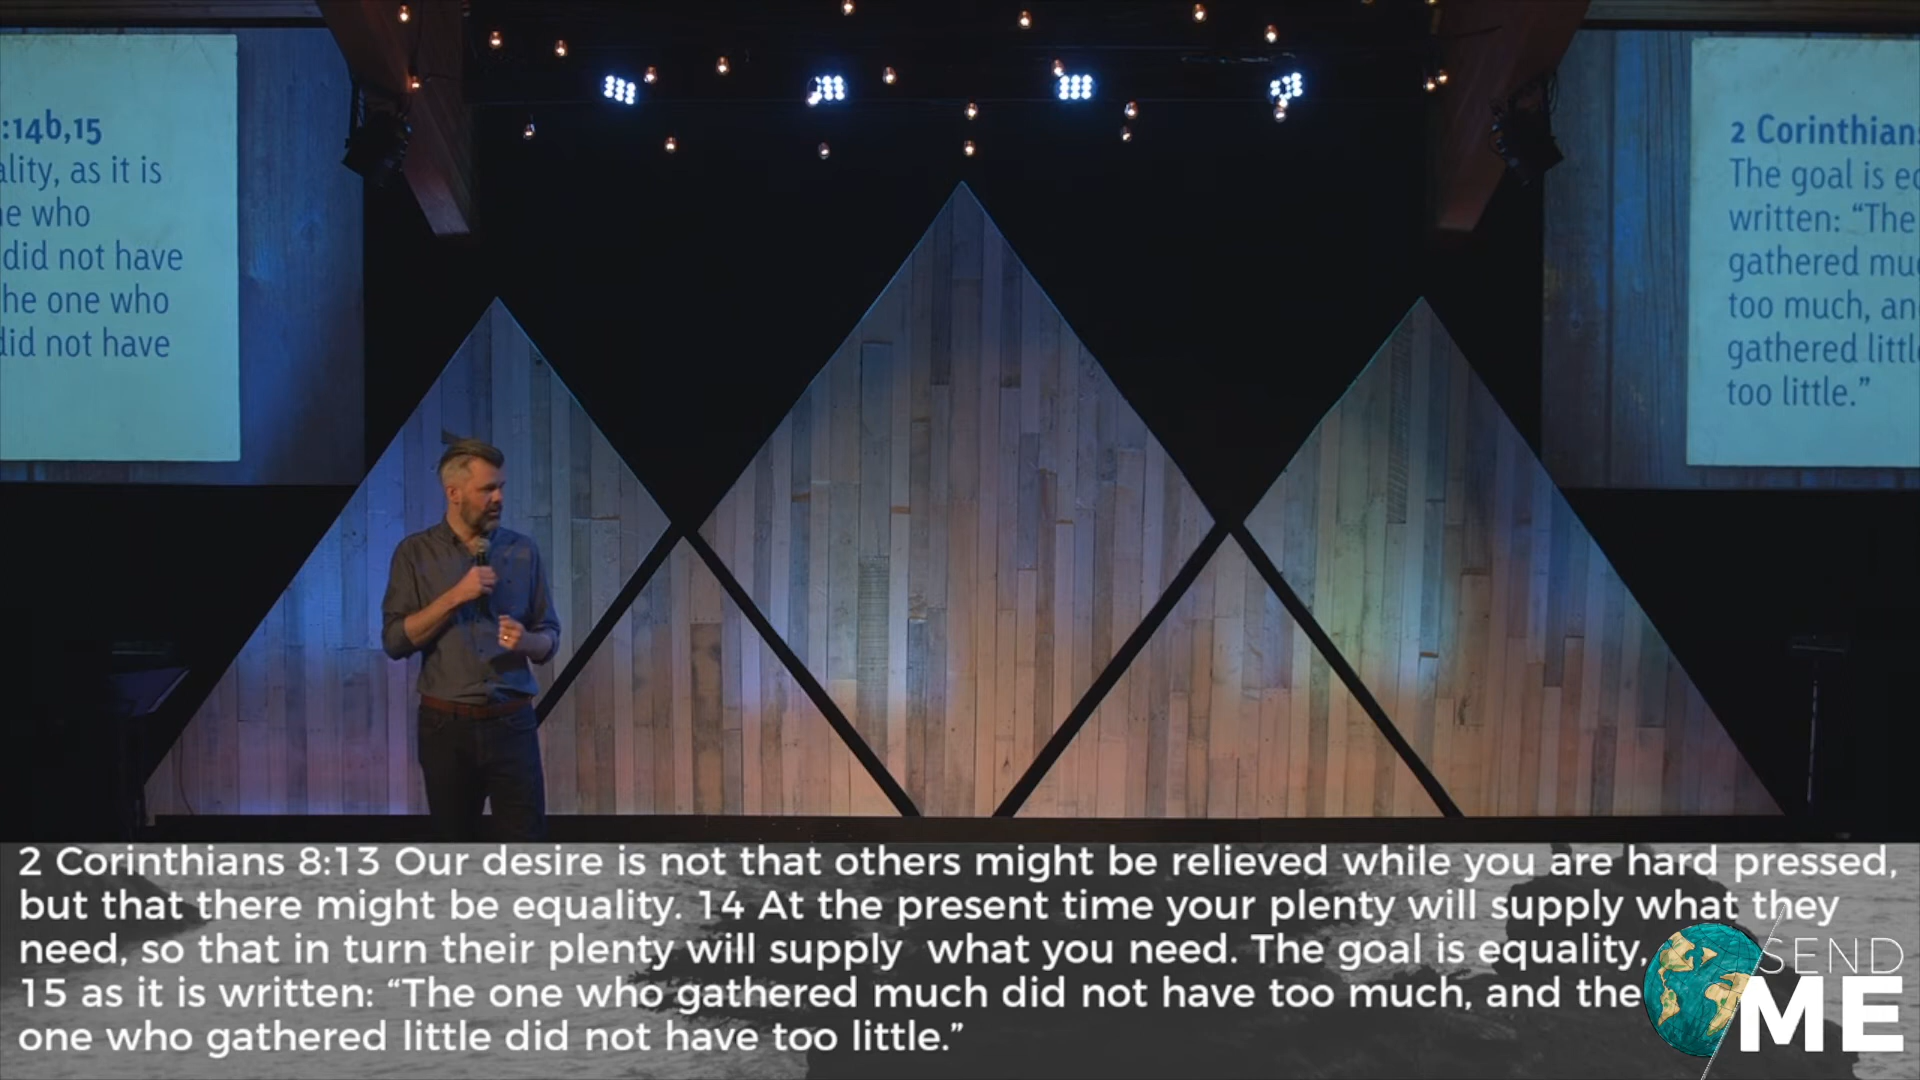 :14b,15
ality, as it is
ne who
did not have
he one who
did not have
2 Corinthians
The goal is eq
written: “The
gathered muc
too much, an
gathered little
too little.”
2 Corinthians 8:13 Our desire is not that others might be relieved while you are hard pressed,
but that there might be equality. 14 At the present time your plenty will supply what they
need, so that in turn their plenty will supply what you need. The goal is equality,
15 as it is written: “The one who gathered much did not have too much, and the
one who gathered little did not have too little.”
SEND
ME